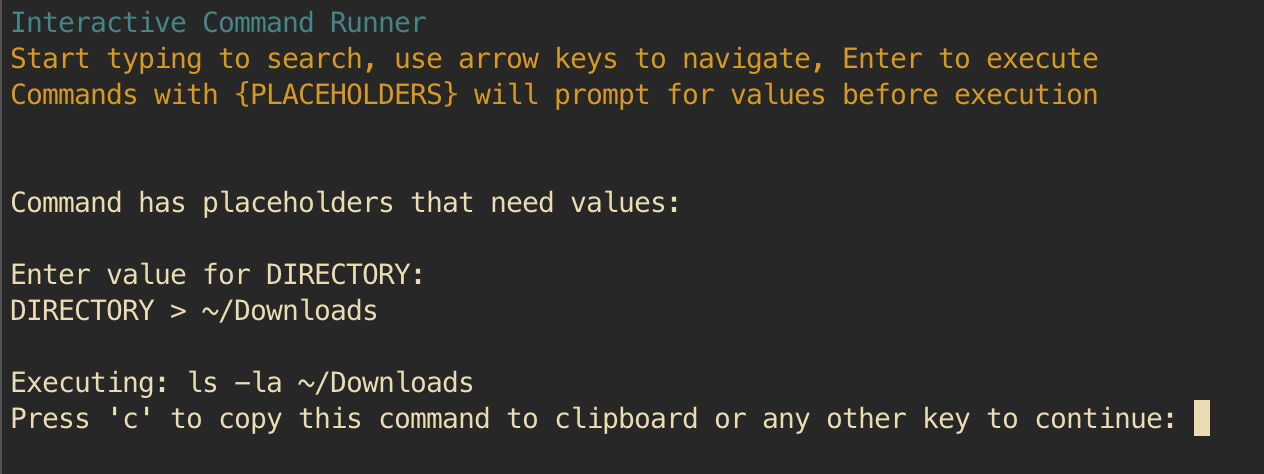 Interactive Command Runner
Start typing to search, use arrow keys to navigate, Enter to execute
Commands with {PLACEHOLDERS} will prompt for values before execution
Command has placeholders that need values:
Enter value for DIRECTORY:
DIRECTORY > ~/Downloads
Executing: ls -la ~/Downloads
Press 'c' to copy this command to clipboard or any other key to continue: